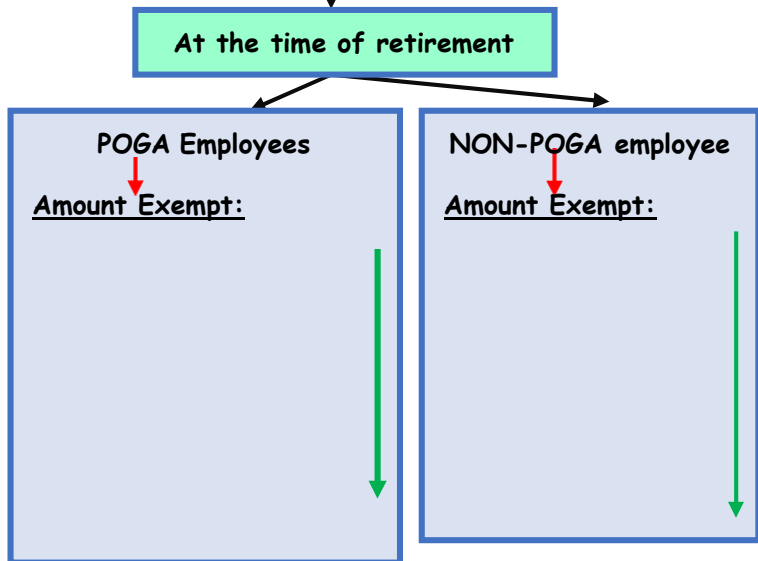 At the time of retirement
POGA Employees
Amount Exempt:
NON-POGA employee
Amount Exempt: